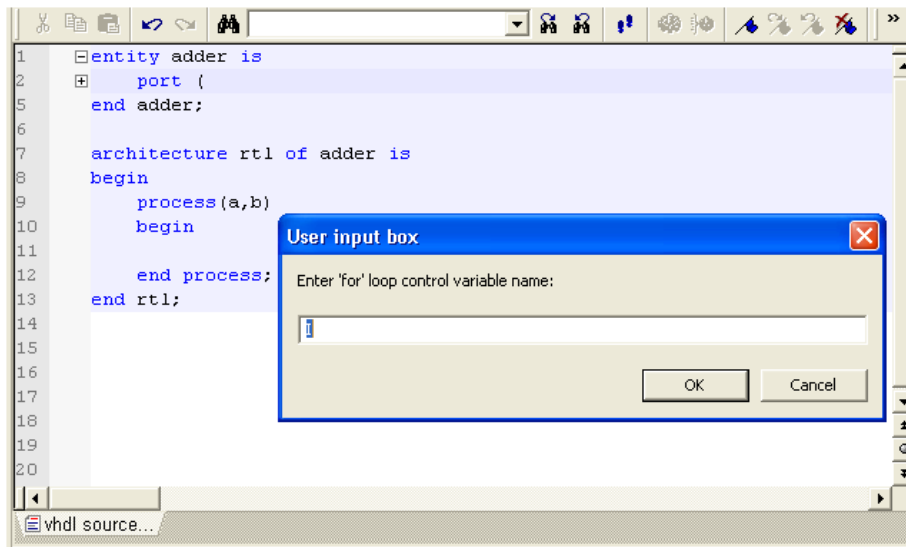 »
1 entity adder is
2 port (
5 end adder;
6
7 architecture rtl of adder is
8 begin
9 process(a,b)
10 begin
11
12 end process;
13 end rtl;
14
15
16
17
18
19
20
User input box
Enter 'for' loop control variable name:
i
OK Cancel
vhdl source...